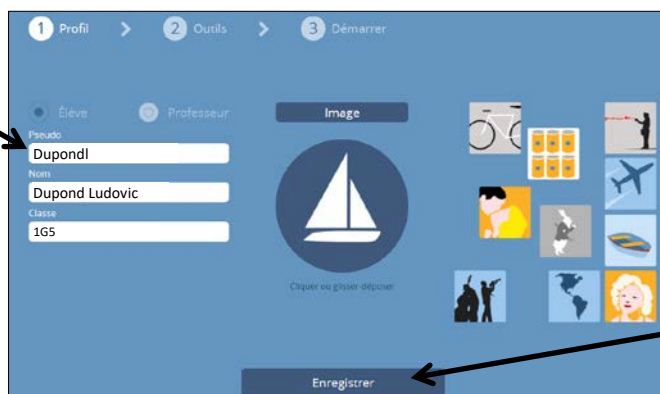 1 Profil > 2 Outils > 3 Démarrer
Élève Professeur
Image
Pseudo
Dupondl
Nom
Dupond Ludovic
Classe
1G5
Cliquer ou glisser-déposer
Enregistrer